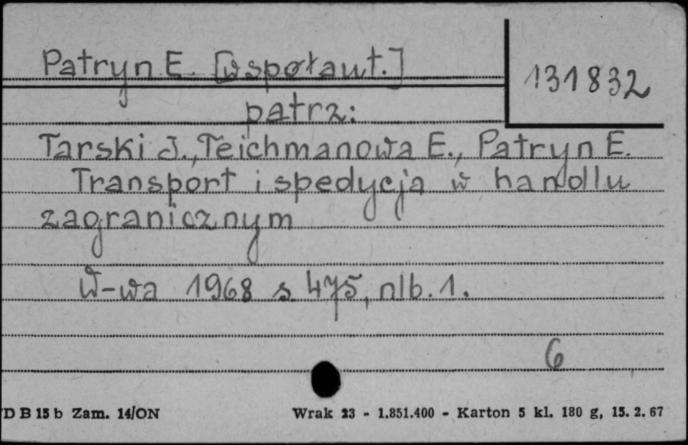 Patryn E. [współaut.]
131832
patrz:
Tarski J., Teichmanowa E., Patryn E.
Transport i spedycja w handlu
zagranicznym
W-wa 1968 s. 475, nlb. 1.
6
D B 15 b Zam. 14/ON
Wrak 23 - 1.851.400 - Karton 5 kl. 180 g, 15. 2. 67